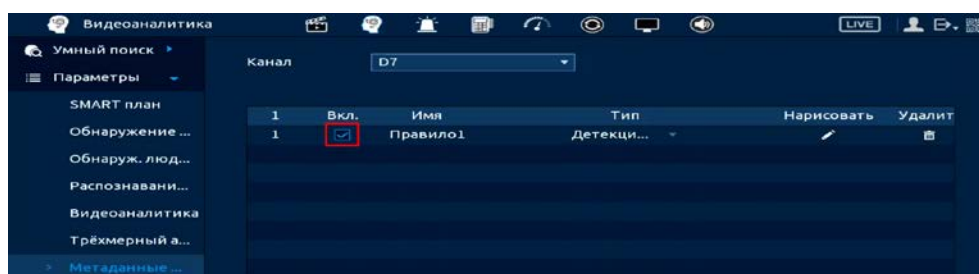 Видеоаналитика LIVE
Умный поиск
Канал D7
Параметры
SMART план
1 Вкл. Имя Тип Нарисовать Удалит
Обнаружение ...
1 Правило1 Детекци...
Обнаруж. люд...
Распознавани...
Видеоаналитика
Трёхмерный а...
Метаданные ...